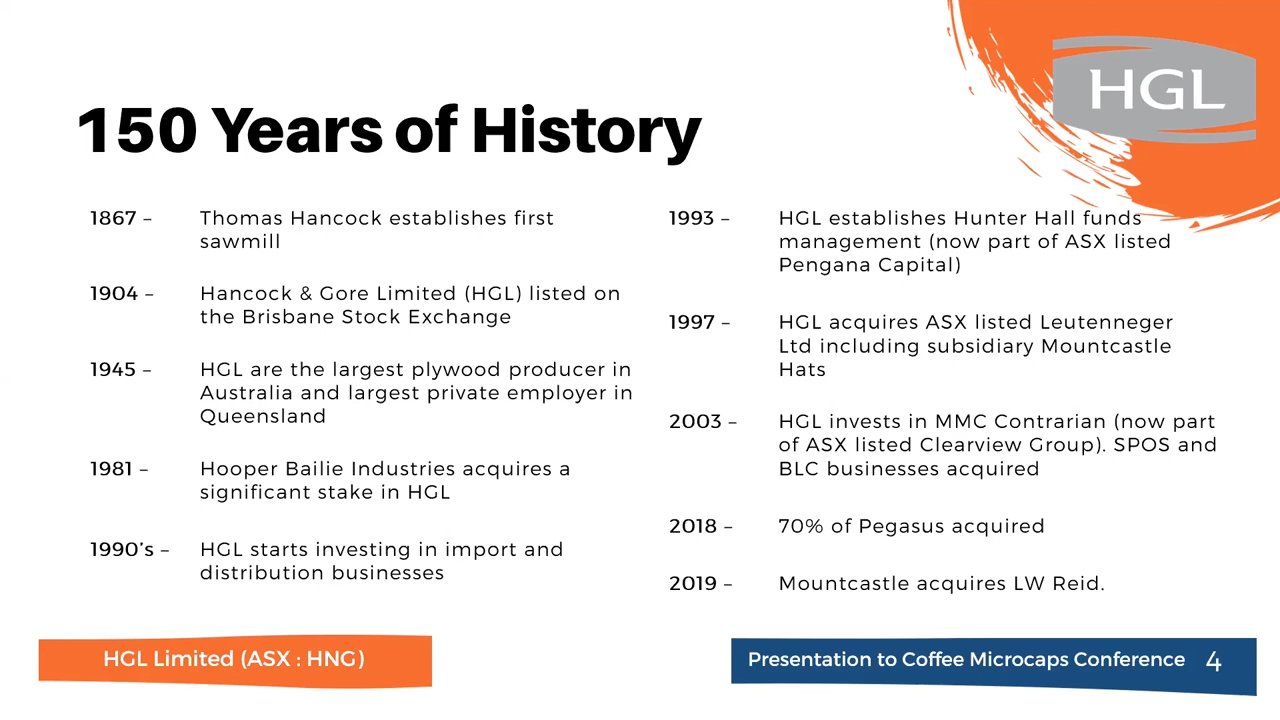 HGL
150 Years of History
1867 –
Thomas Hancock establishes first
sawmill
1904 –
Hancock & Gore Limited (HGL) listed on
the Brisbane Stock Exchange
1945 –
HGL are the largest plywood producer in
Australia and largest private employer in
Queensland
1981 –
Hooper Bailie Industries acquires a
significant stake in HGL
1990's –
HGL starts investing in import and
distribution businesses
1993 –
HGL establishes Hunter Hall funds
management (now part of ASX listed
Pengana Capital)
1997 –
HGL acquires ASX listed Leutenneger
Ltd including subsidiary Mountcastle
Hats
2003 –
HGL invests in MMC Contrarian (now part
of ASX listed Clearview Group). SPOS and
BLC businesses acquired
2018 –
70% of Pegasus acquired
2019 –
Mountcastle acquires LW Reid.
HGL Limited (ASX : HNG)
Presentation to Coffee Microcaps Conference 4